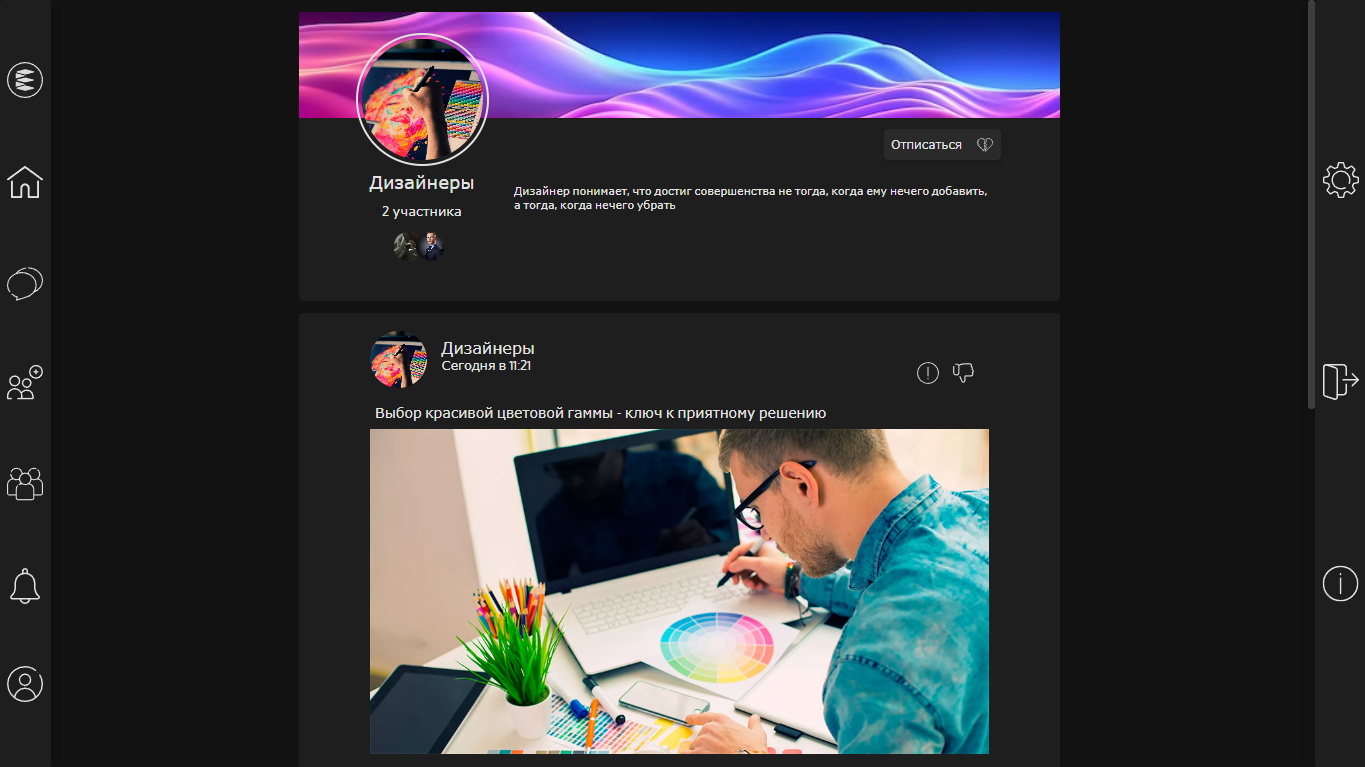 Отписаться
Дизайнеры
2 участника
Дизайнер понимает, что достиг совершенства не тогда, когда ему нечего добавить,
а тогда, когда нечего убрать
Дизайнеры
Сегодня в 11:21
Выбор красивой цветовой гаммы - ключ к приятному решению